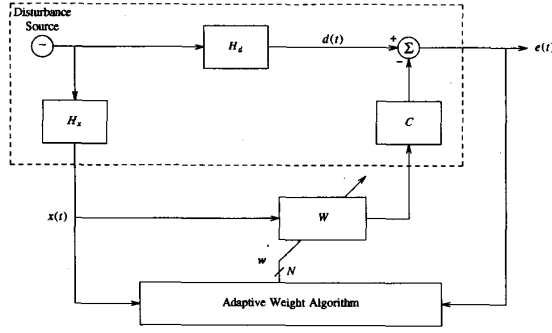 Disturbance
Source
~
H_d
d(t)
+
Σ
−
e(t)
H_x
C
x(t)
W
w
N
Adaptive Weight Algorithm